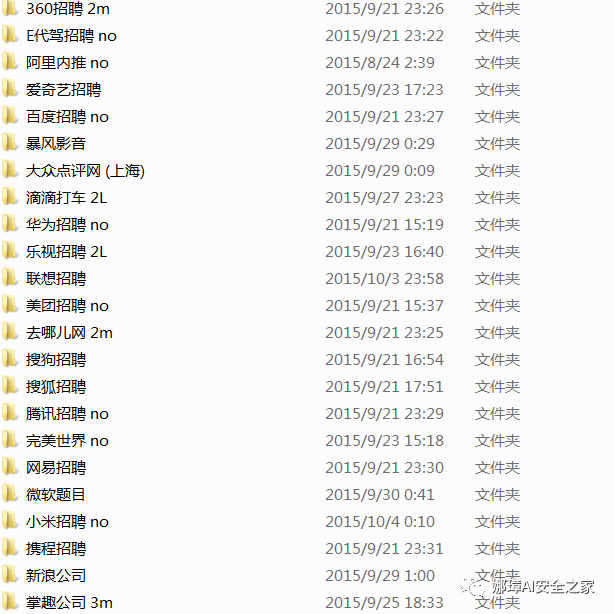 360招聘 2m 2015/9/21 23:26 文件夹
E代驾招聘 no 2015/9/21 23:22 文件夹
阿里内推 no 2015/8/24 2:39 文件夹
爱奇艺招聘 2015/9/23 17:23 文件夹
百度招聘 no 2015/9/21 23:27 文件夹
暴风影音 2015/9/29 0:29 文件夹
大众点评网 (上海) 2015/9/29 0:09 文件夹
滴滴打车 2L 2015/9/27 23:23 文件夹
华为招聘 no 2015/9/21 15:19 文件夹
乐视招聘 2L 2015/9/23 16:40 文件夹
联想招聘 2015/10/3 23:58 文件夹
美团招聘 no 2015/9/21 15:37 文件夹
去哪儿网 2m 2015/9/21 23:25 文件夹
搜狗招聘 2015/9/21 16:54 文件夹
搜狐招聘 2015/9/21 17:51 文件夹
腾讯招聘 no 2015/9/21 23:29 文件夹
完美世界 no 2015/9/23 15:18 文件夹
网易招聘 2015/9/21 23:30 文件夹
微软题目 2015/9/30 0:41 文件夹
小米招聘 no 2015/10/4 0:10 文件夹
携程招聘 2015/9/21 23:31 文件夹
新浪公司 2015/9/29 1:00 文件夹
娜璋AI安全之家
掌趣公司 3m 2015/9/25 18:33 文件夹